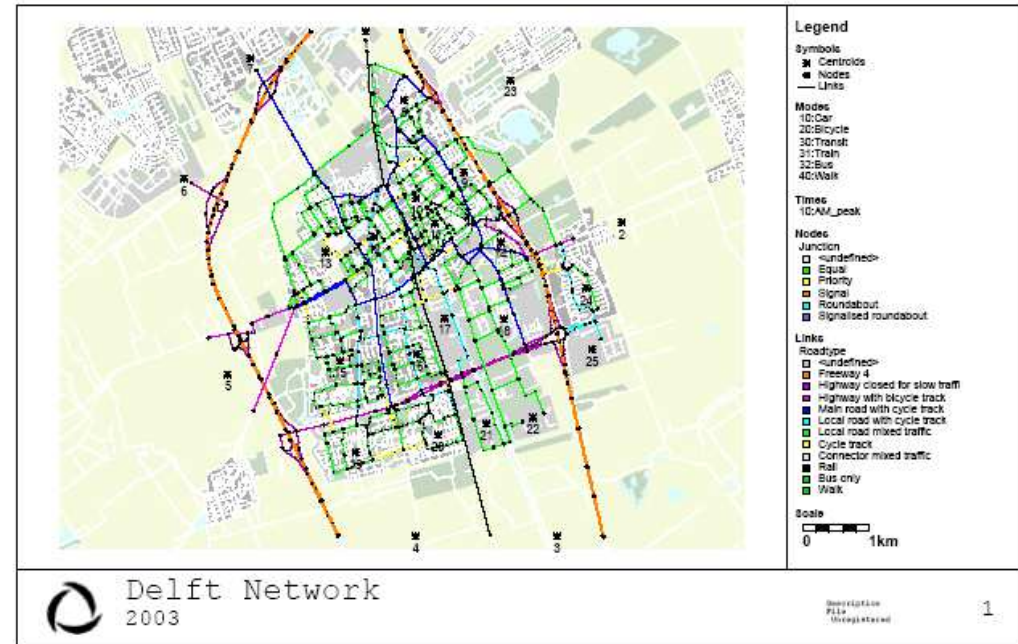 Legend
Symbols
Centroids
Nodes
Links
Modes
10:Car
20:Bicycle
30:Transit
31:Train
32:Bus
40:Walk
Times
10:AM_peak
Nodes
Junction
<undefined>
Equal
Priority
Signal
Roundabout
Signalised roundabout
Links
Roadtype
<undefined>
Freeway 4
Highway closed for slow traffi
Highway with bicycle track
Main road with cycle track
Local road with cycle track
Local road mixed traffic
Cycle track
Connector mixed traffic
Rail
Bus only
Walk
Scale
0 1km
23
6
2
13
24
17
18
25
5
22
21
4
3
Delft Network
2003
Description
File
Unregistered
1